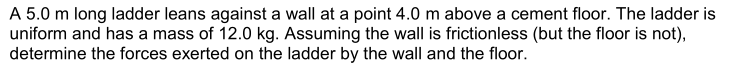 A 5.0 m long ladder leans against a wall at a point 4.0 m above a cement floor. The ladder is
uniform and has a mass of 12.0 kg. Assuming the wall is frictionless (but the floor is not),
determine the forces exerted on the ladder by the wall and the floor.